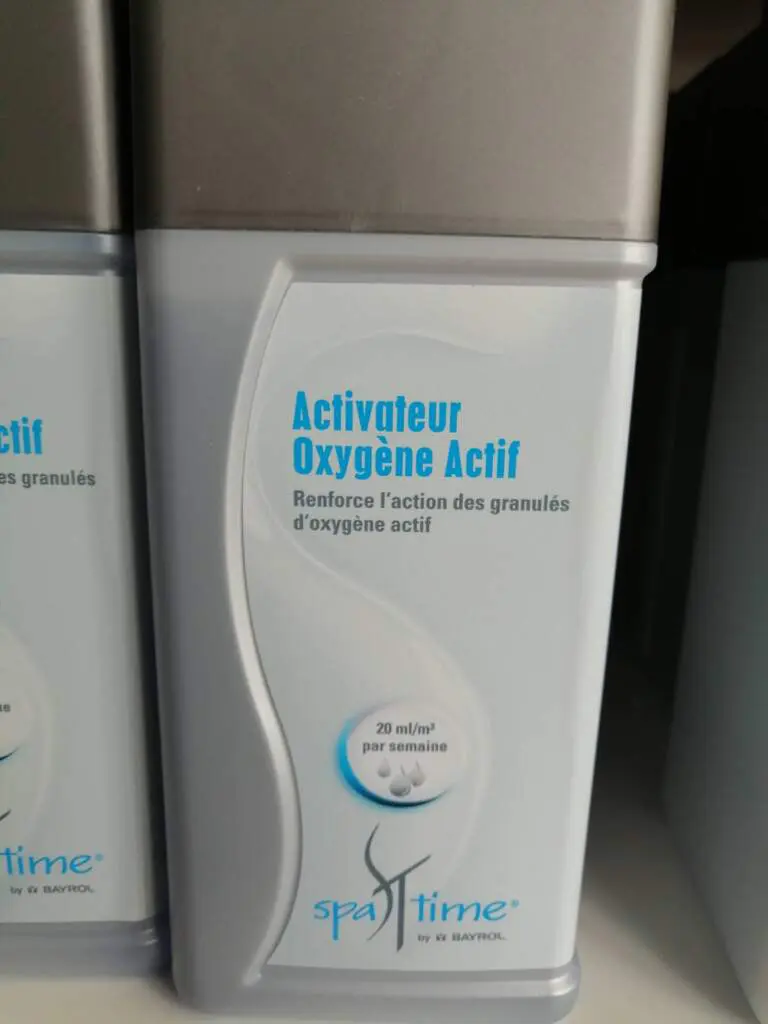 Activateur
Oxygène Actif
Renforce l'action des granulés
d'oxygène actif
20 ml/m³
par semaine
spa time®
by BAYROL
ctif
es granulés
time®
by BAYROL